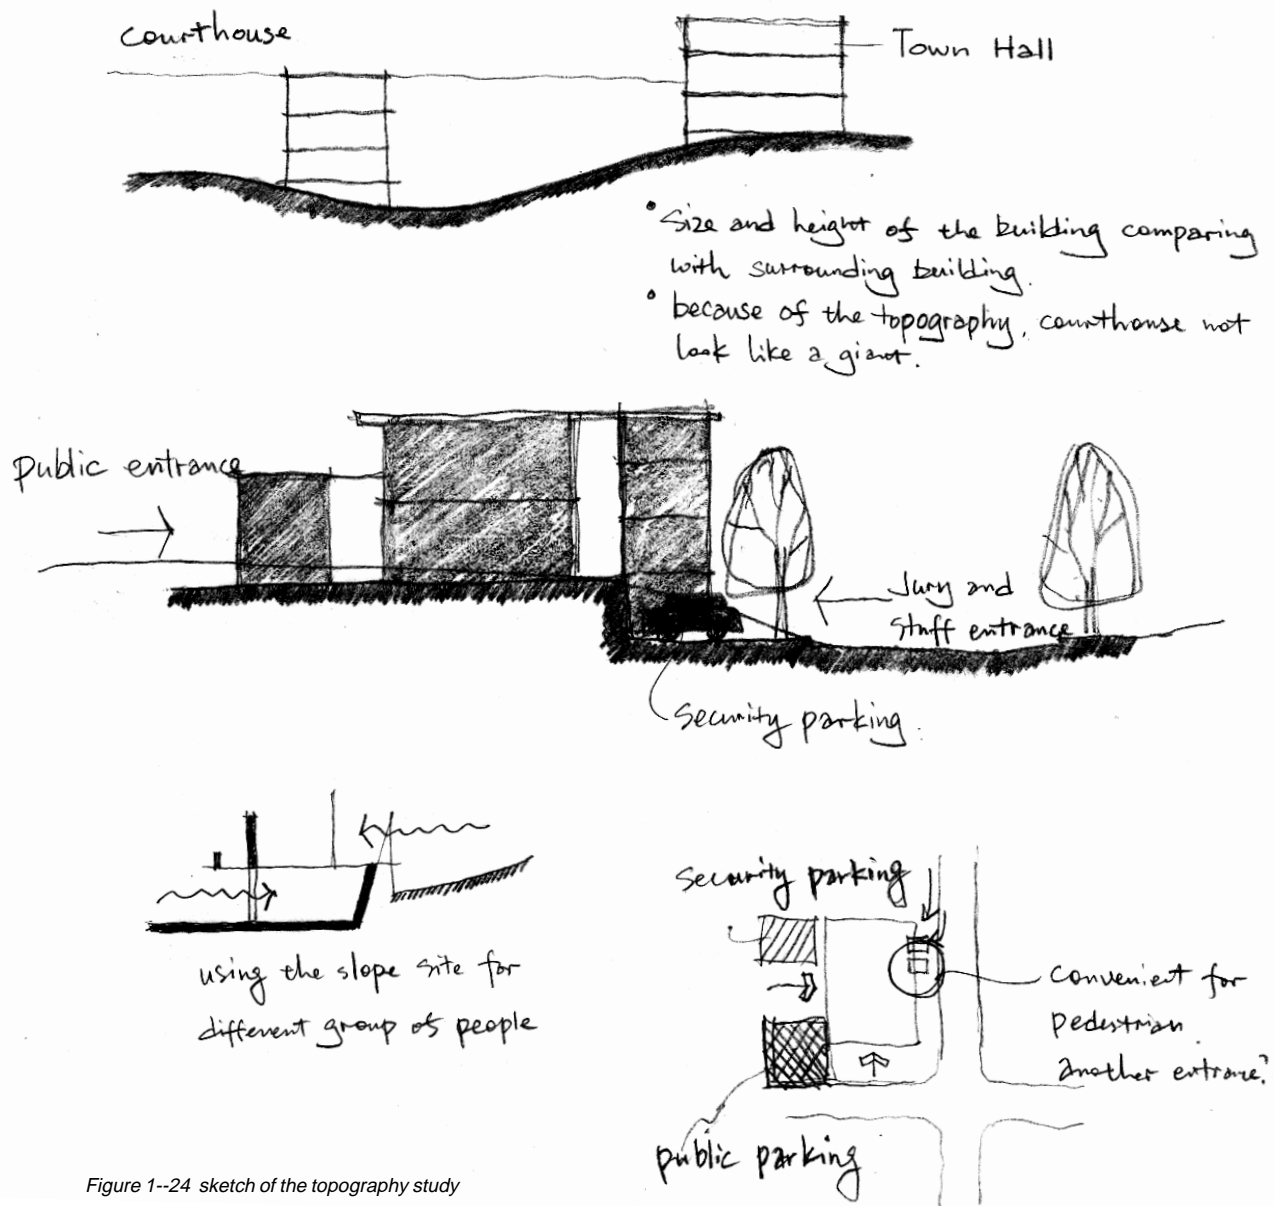 courthouse
Town Hall
• Size and height of the building comparing
with surrounding building.
• because of the topography, courthouse not
look like a giant.
public entrance
Jury and
Stuff entrance
Security parking.
using the slope site for
different group of people
Security parking
convenient for
pedestrian
another entrance?
public parking
Figure 1--24 sketch of the topography study